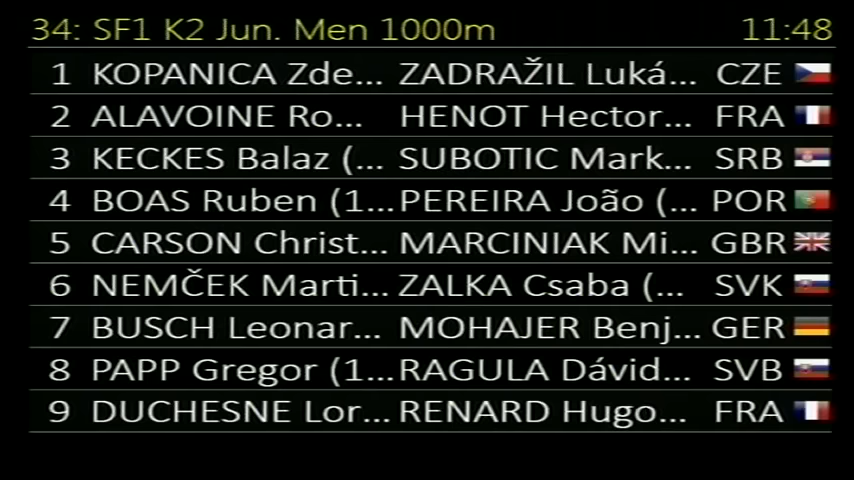 34: SF1 K2 Jun. Men 1000m 11:48
1 KOPANICA Zde... ZADRAŽIL Luká... CZE
2 ALAVOINE Ro... HENOT Hector... FRA
3 KECKES Balaz (... SUBOTIC Mark... SRB
4 BOAS Ruben (1... PEREIRA João (... POR
5 CARSON Christ... MARCINIAK Mi... GBR
6 NEMČEK Marti... ZALKA Csaba (... SVK
7 BUSCH Leonar... MOHAJER Benj... GER
8 PAPP Gregor (1... RAGULA Dávid... SVB
9 DUCHESNE Lor... RENARD Hugo... FRA